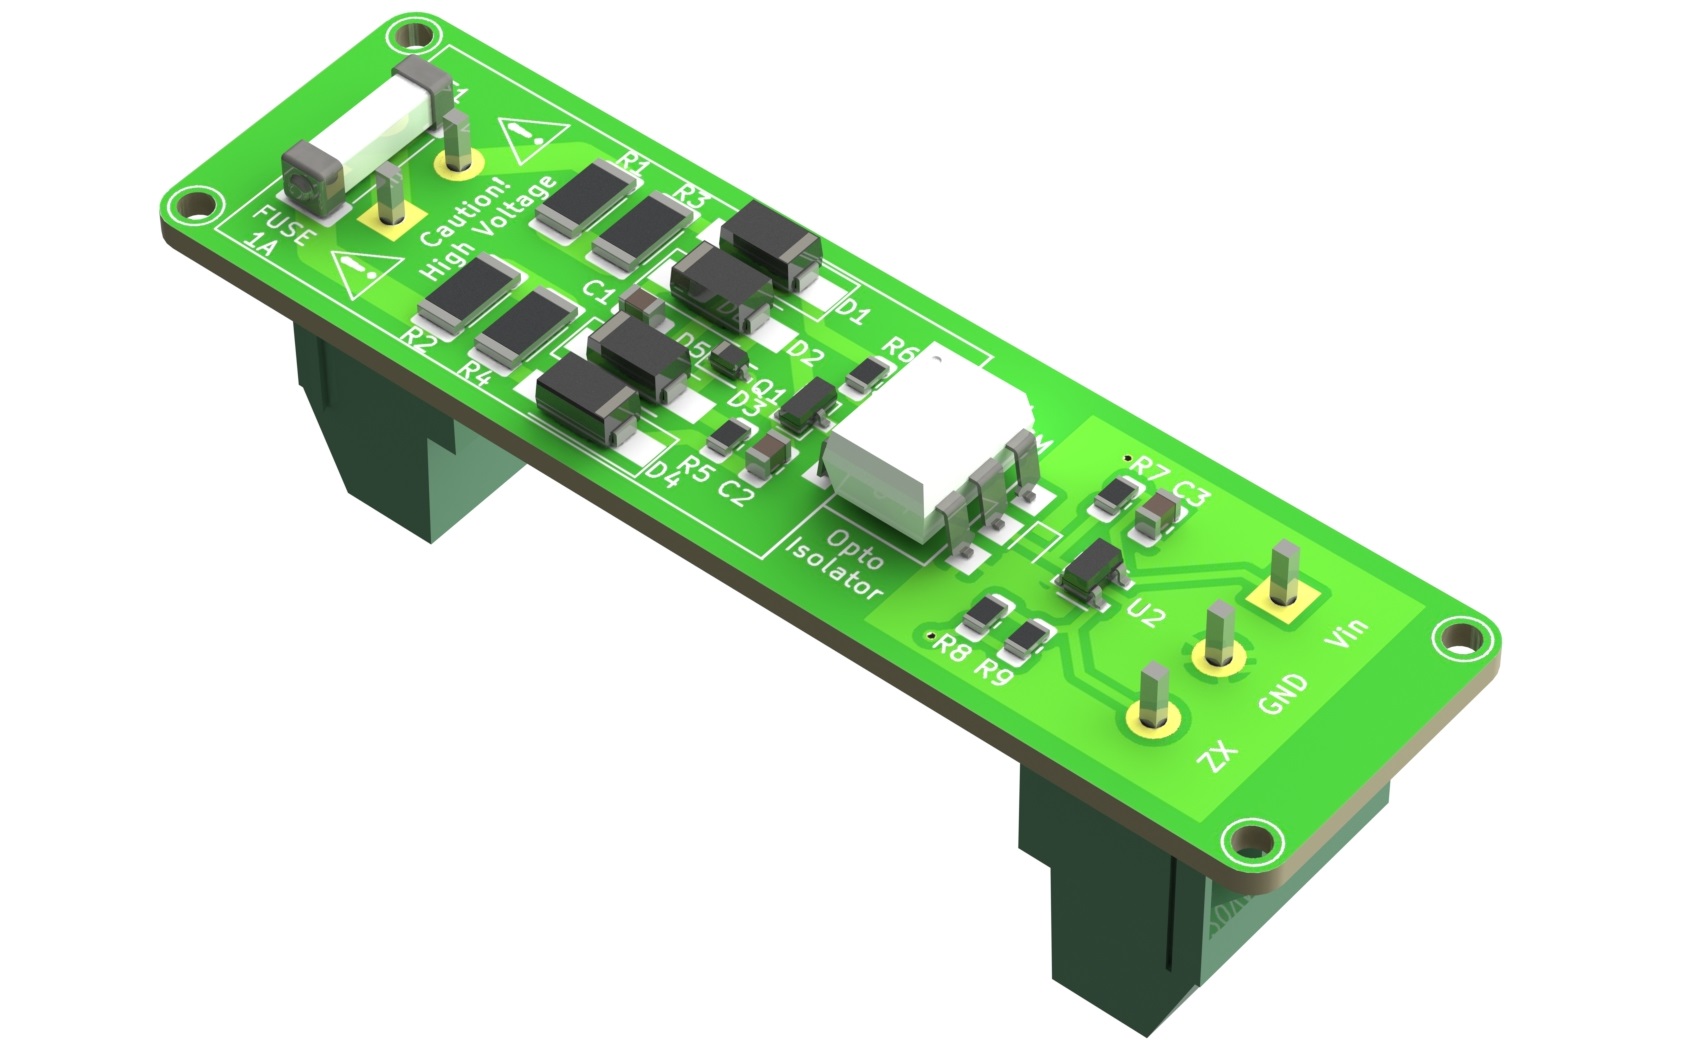 FUSE
1A
Caution!
High Voltage
R1
R3
R2
R4
C1
D1
D2
D5
Q1
D3
D4
R5
C2
R6
Opto
Isolator
R7
C3
U2
R8
R9
Vin
GND
ZX